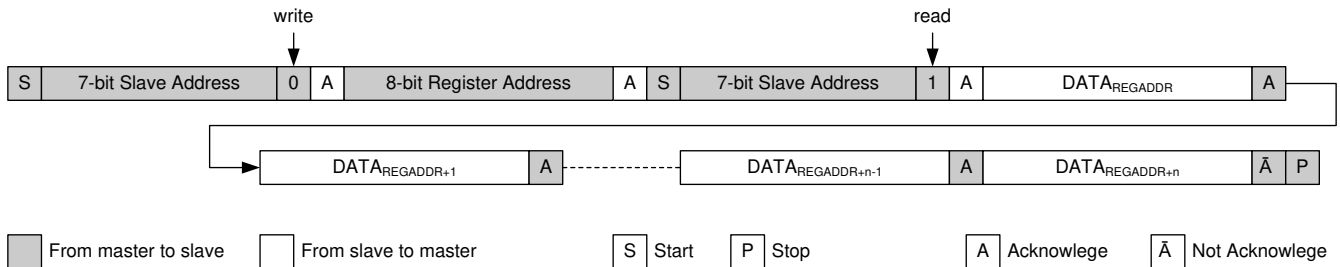 write read
S 7-bit Slave Address 0 A 8-bit Register Address A S 7-bit Slave Address 1 A DATAREGADDR A
DATAREGADDR+1 A DATAREGADDR+n-1 A DATAREGADDR+n Ā P
From master to slave From slave to master S Start P Stop A Acknowlege Ā Not Acknowlege